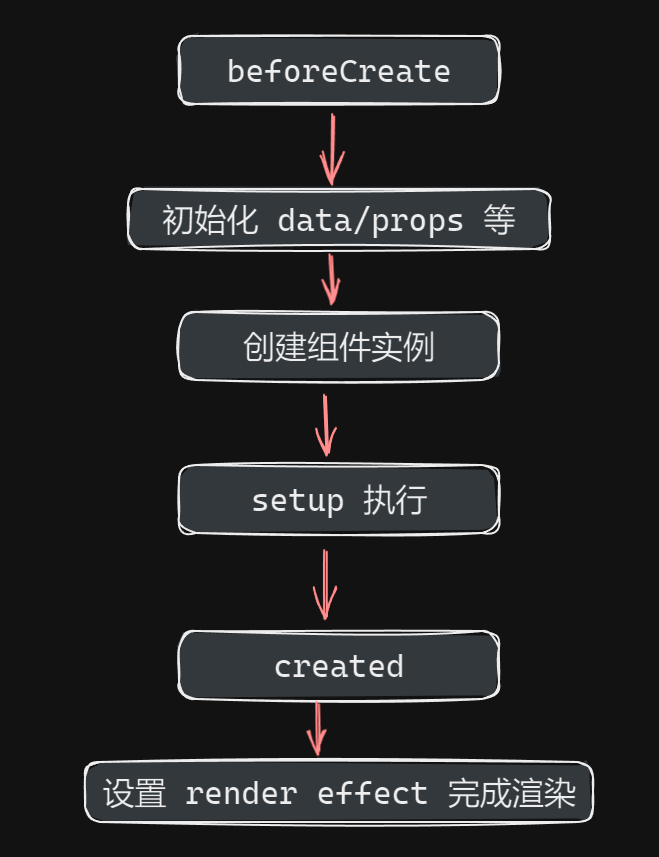 beforeCreate
初始化 data/props 等
创建组件实例
setup 执行
created
设置 render effect 完成渲染